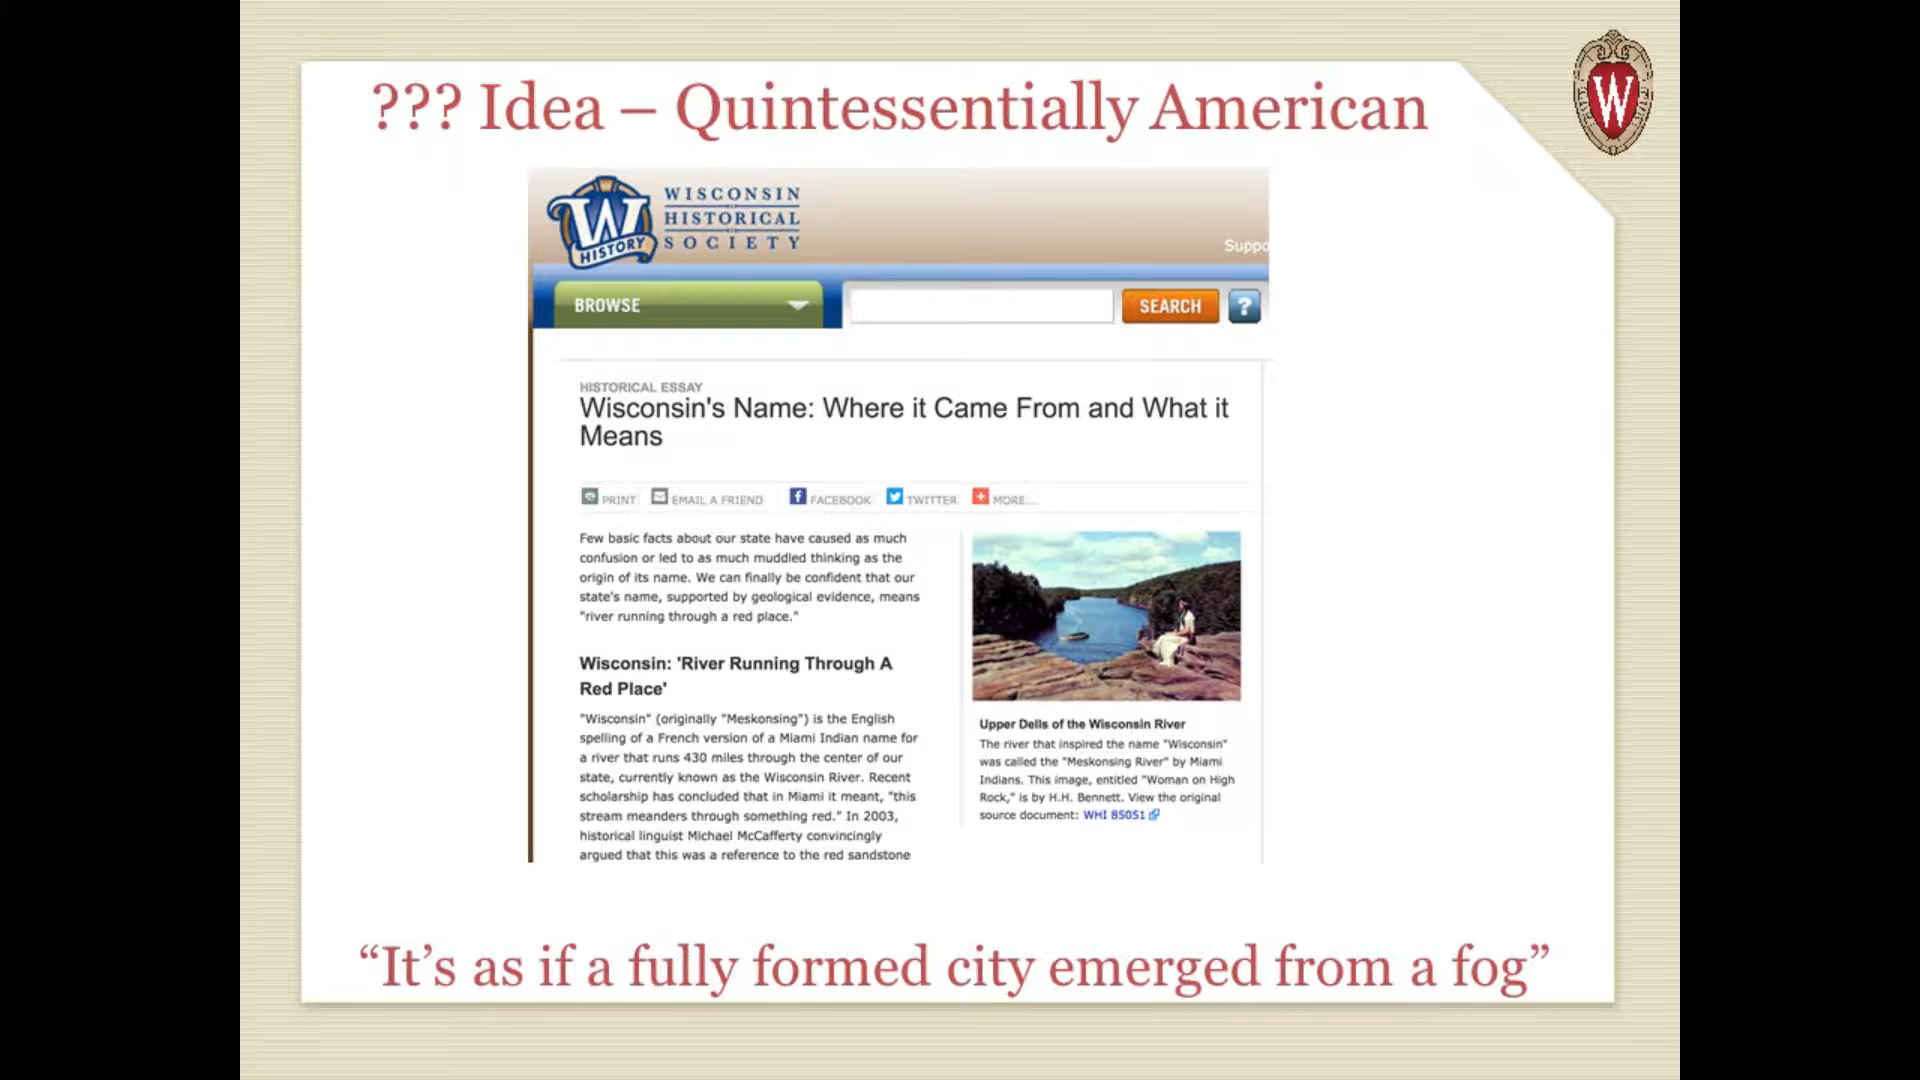 ??? Idea – Quintessentially American
W
W
HISTORY
WISCONSIN
HISTORICAL
SOCIETY
Suppo
BROWSE
SEARCH
?
HISTORICAL ESSAY
Wisconsin's Name: Where it Came From and What it
Means
PRINT EMAIL A FRIEND FACEBOOK TWITTER MORE...
Few basic facts about our state have caused as much
confusion or led to as much muddled thinking as the
origin of its name. We can finally be confident that our
state's name, supported by geological evidence, means
"river running through a red place."
Wisconsin: 'River Running Through A
Red Place'
"Wisconsin" (originally "Meskonsing") is the English
spelling of a French version of a Miami Indian name for
a river that runs 430 miles through the center of our
state, currently known as the Wisconsin River. Recent
scholarship has concluded that in Miami it meant, "this
stream meanders through something red." In 2003,
historical linguist Michael McCafferty convincingly
argued that this was a reference to the red sandstone
Upper Dells of the Wisconsin River
The river that inspired the name "Wisconsin"
was called the "Meskonsing River" by Miami
Indians. This image, entitled "Woman on High
Rock," is by H.H. Bennett. View the original
source document: WHI 85051
“It’s as if a fully formed city emerged from a fog”